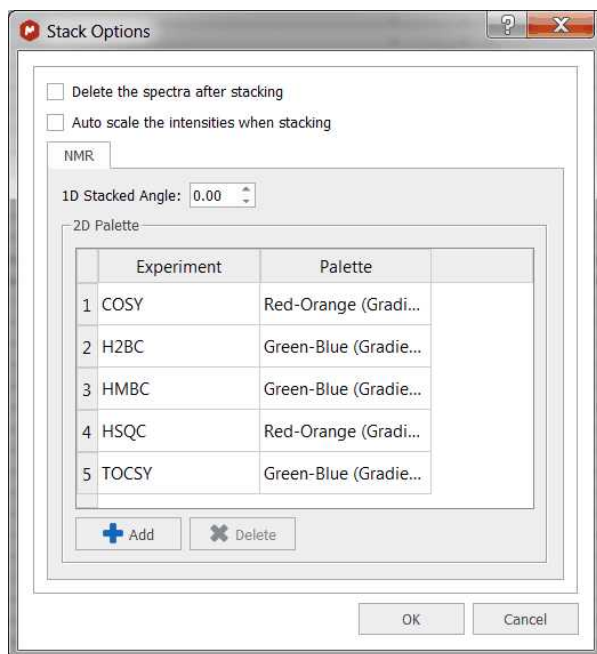 Stack Options
?
X
Delete the spectra after stacking
Auto scale the intensities when stacking
NMR
1D Stacked Angle: 0.00
2D Palette
Experiment Palette
1 COSY Red-Orange (Gradi...
2 H2BC Green-Blue (Gradie...
3 HMBC Green-Blue (Gradie...
4 HSQC Red-Orange (Gradi...
5 TOCSY Green-Blue (Gradie...
Add Delete
OK Cancel